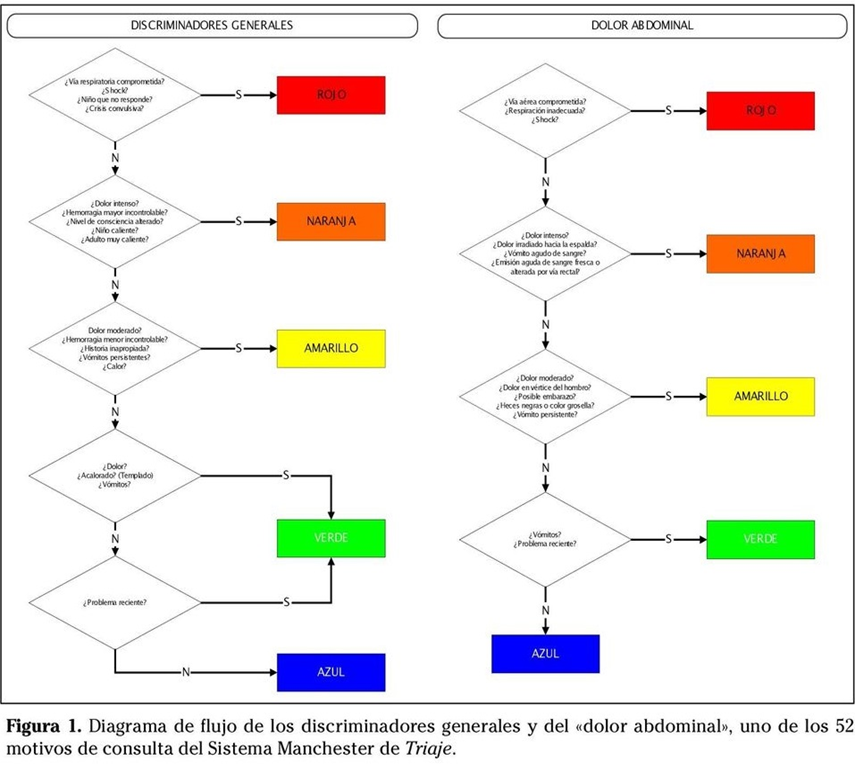 DISCRIMINADORES GENERALES
¿Vía respiratoria comprometida?
¿Shock?
¿Niño que no responde?
¿Crisis convulsiva?
S
ROJO
N
¿Dolor intenso?
¿Hemorragia mayor incontrolable?
¿Nivel de consciencia alterado?
¿Niño caliente?
¿Adulto muy caliente?
S
NARANJA
N
Dolor moderado?
¿Hemorragia menor incontrolable?
¿Historia inapropiada?
¿Vómitos persistentes?
¿Calor?
S
AMARILLO
N
¿Dolor?
¿Acalorado? (Templado)
¿Vómitos?
S
VERDE
N
¿Problema reciente?
S
N
AZUL
DOLOR ABDOMINAL
¿Vía aérea comprometida?
¿Respiración inadecuada?
¿Shock?
S
ROJO
N
¿Dolor intenso?
¿Dolor irradiado hacia la espalda?
¿Vómito agudo de sangre?
¿Emisión aguda de sangre fresca o
alterada por vía rectal?
S
NARANJA
N
¿Dolor moderado?
¿Dolor en vértice del hombro?
¿Posible embarazo?
¿Heces negras o color grosella?
¿Vómito persistente?
S
AMARILLO
N
¿Vómitos?
¿Problema reciente?
S
VERDE
N
AZUL
Figura 1. Diagrama de flujo de los discriminadores generales y del «dolor abdominal», uno de los 52
motivos de consulta del Sistema Manchester de Triaje.